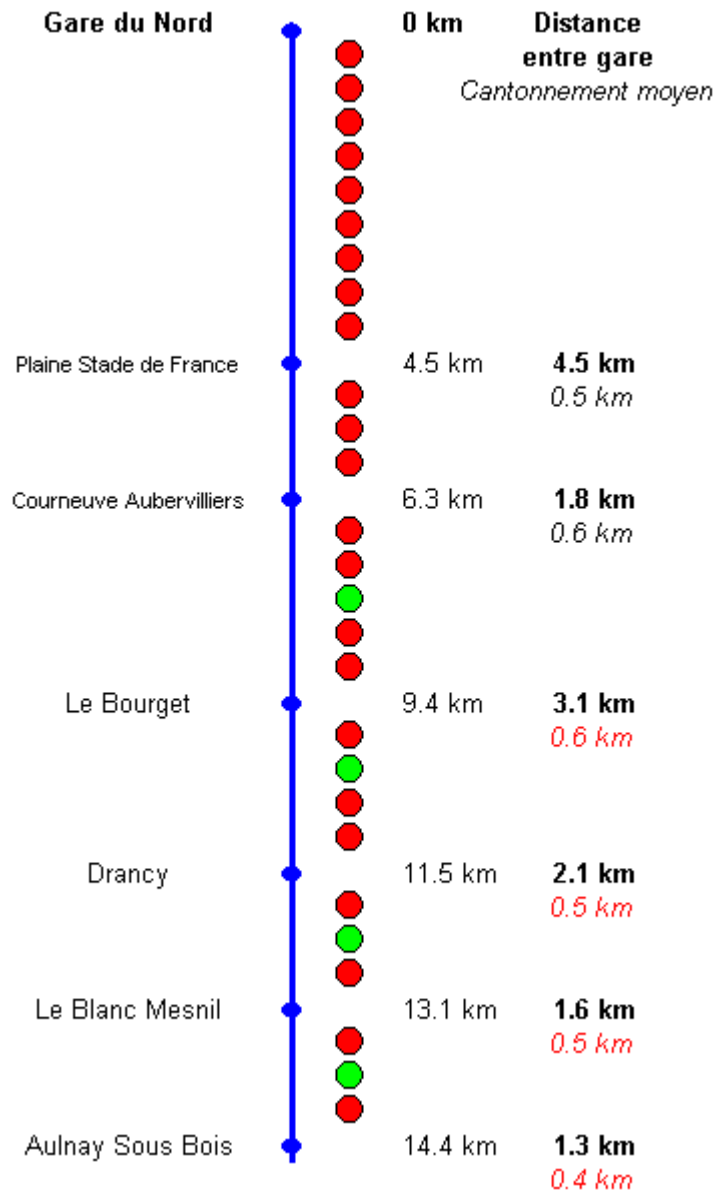 Gare du Nord 0 km Distance
entre gare
Cantonnement moyen
Plaine Stade de France 4.5 km 4.5 km
0.5 km
Courneuve Aubervilliers 6.3 km 1.8 km
0.6 km
Le Bourget 9.4 km 3.1 km
0.6 km
Drancy 11.5 km 2.1 km
0.5 km
Le Blanc Mesnil 13.1 km 1.6 km
0.5 km
Aulnay Sous Bois 14.4 km 1.3 km
0.4 km